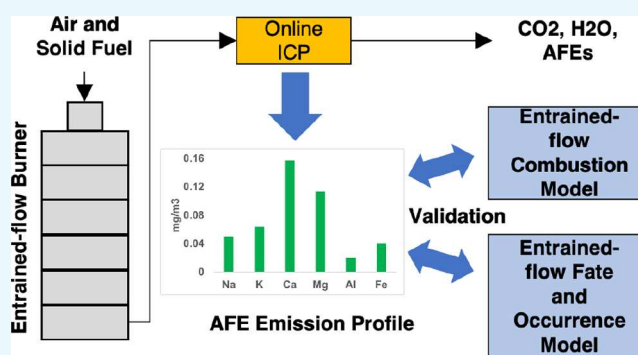 Air and
Solid Fuel
Online
ICP
CO2, H2O,
AFEs
Entrained-flow Burner
mg/m3
0.16
0.12
0.08
0.04
0
Na K Ca Mg Al Fe
AFE Emission Profile
Validation
Entrained-
flow
Combustion
Model
Entrained-
flow Fate
and
Occurrence
Model